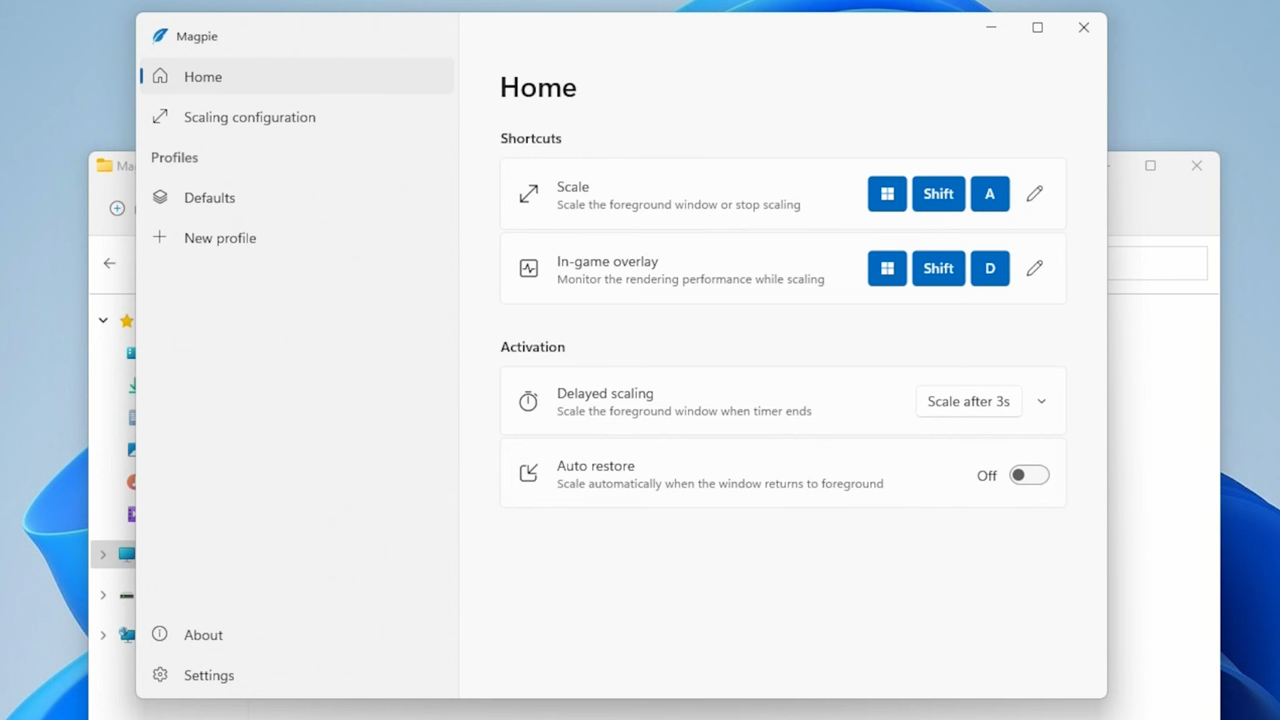 Magpie
Home
Scaling configuration
Profiles
Defaults
New profile
About
Settings
Home
Shortcuts
Scale
Scale the foreground window or stop scaling
Shift
A
In-game overlay
Monitor the rendering performance while scaling
Shift
D
Activation
Delayed scaling
Scale the foreground window when timer ends
Scale after 3s
Auto restore
Scale automatically when the window returns to foreground
Off